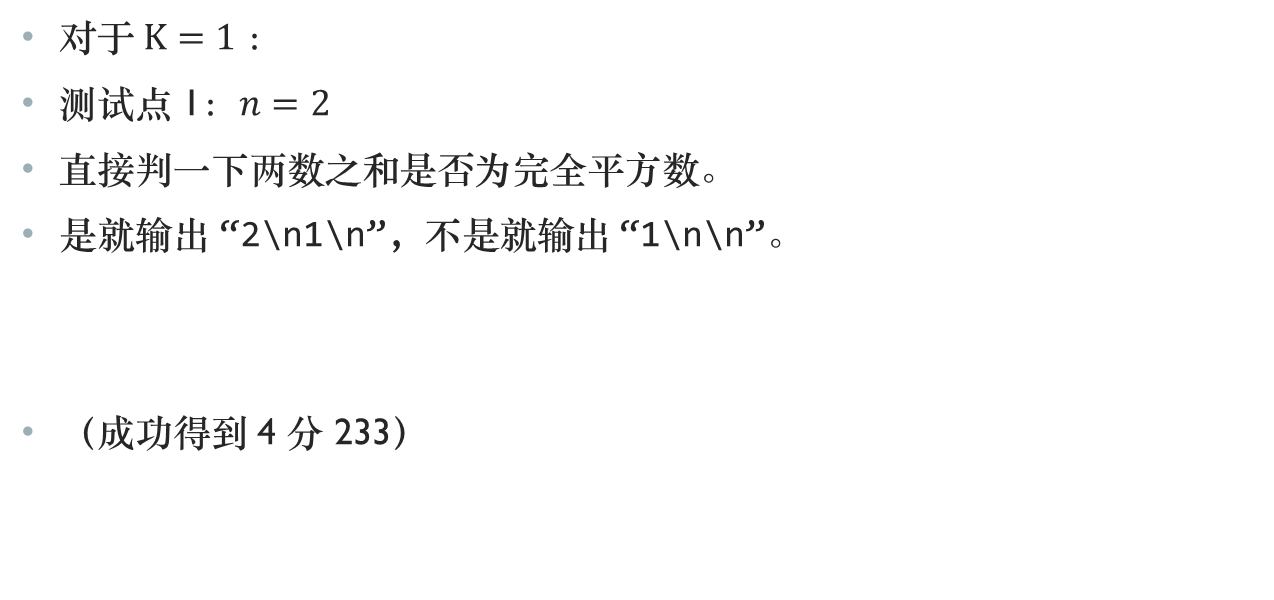 • 对于 K = 1：
• 测试点 1：n = 2
• 直接判一下两数之和是否为完全平方数。
• 是就输出 “2\n1\n”，不是就输出 “1\n\n”。
• （成功得到 4 分 233）